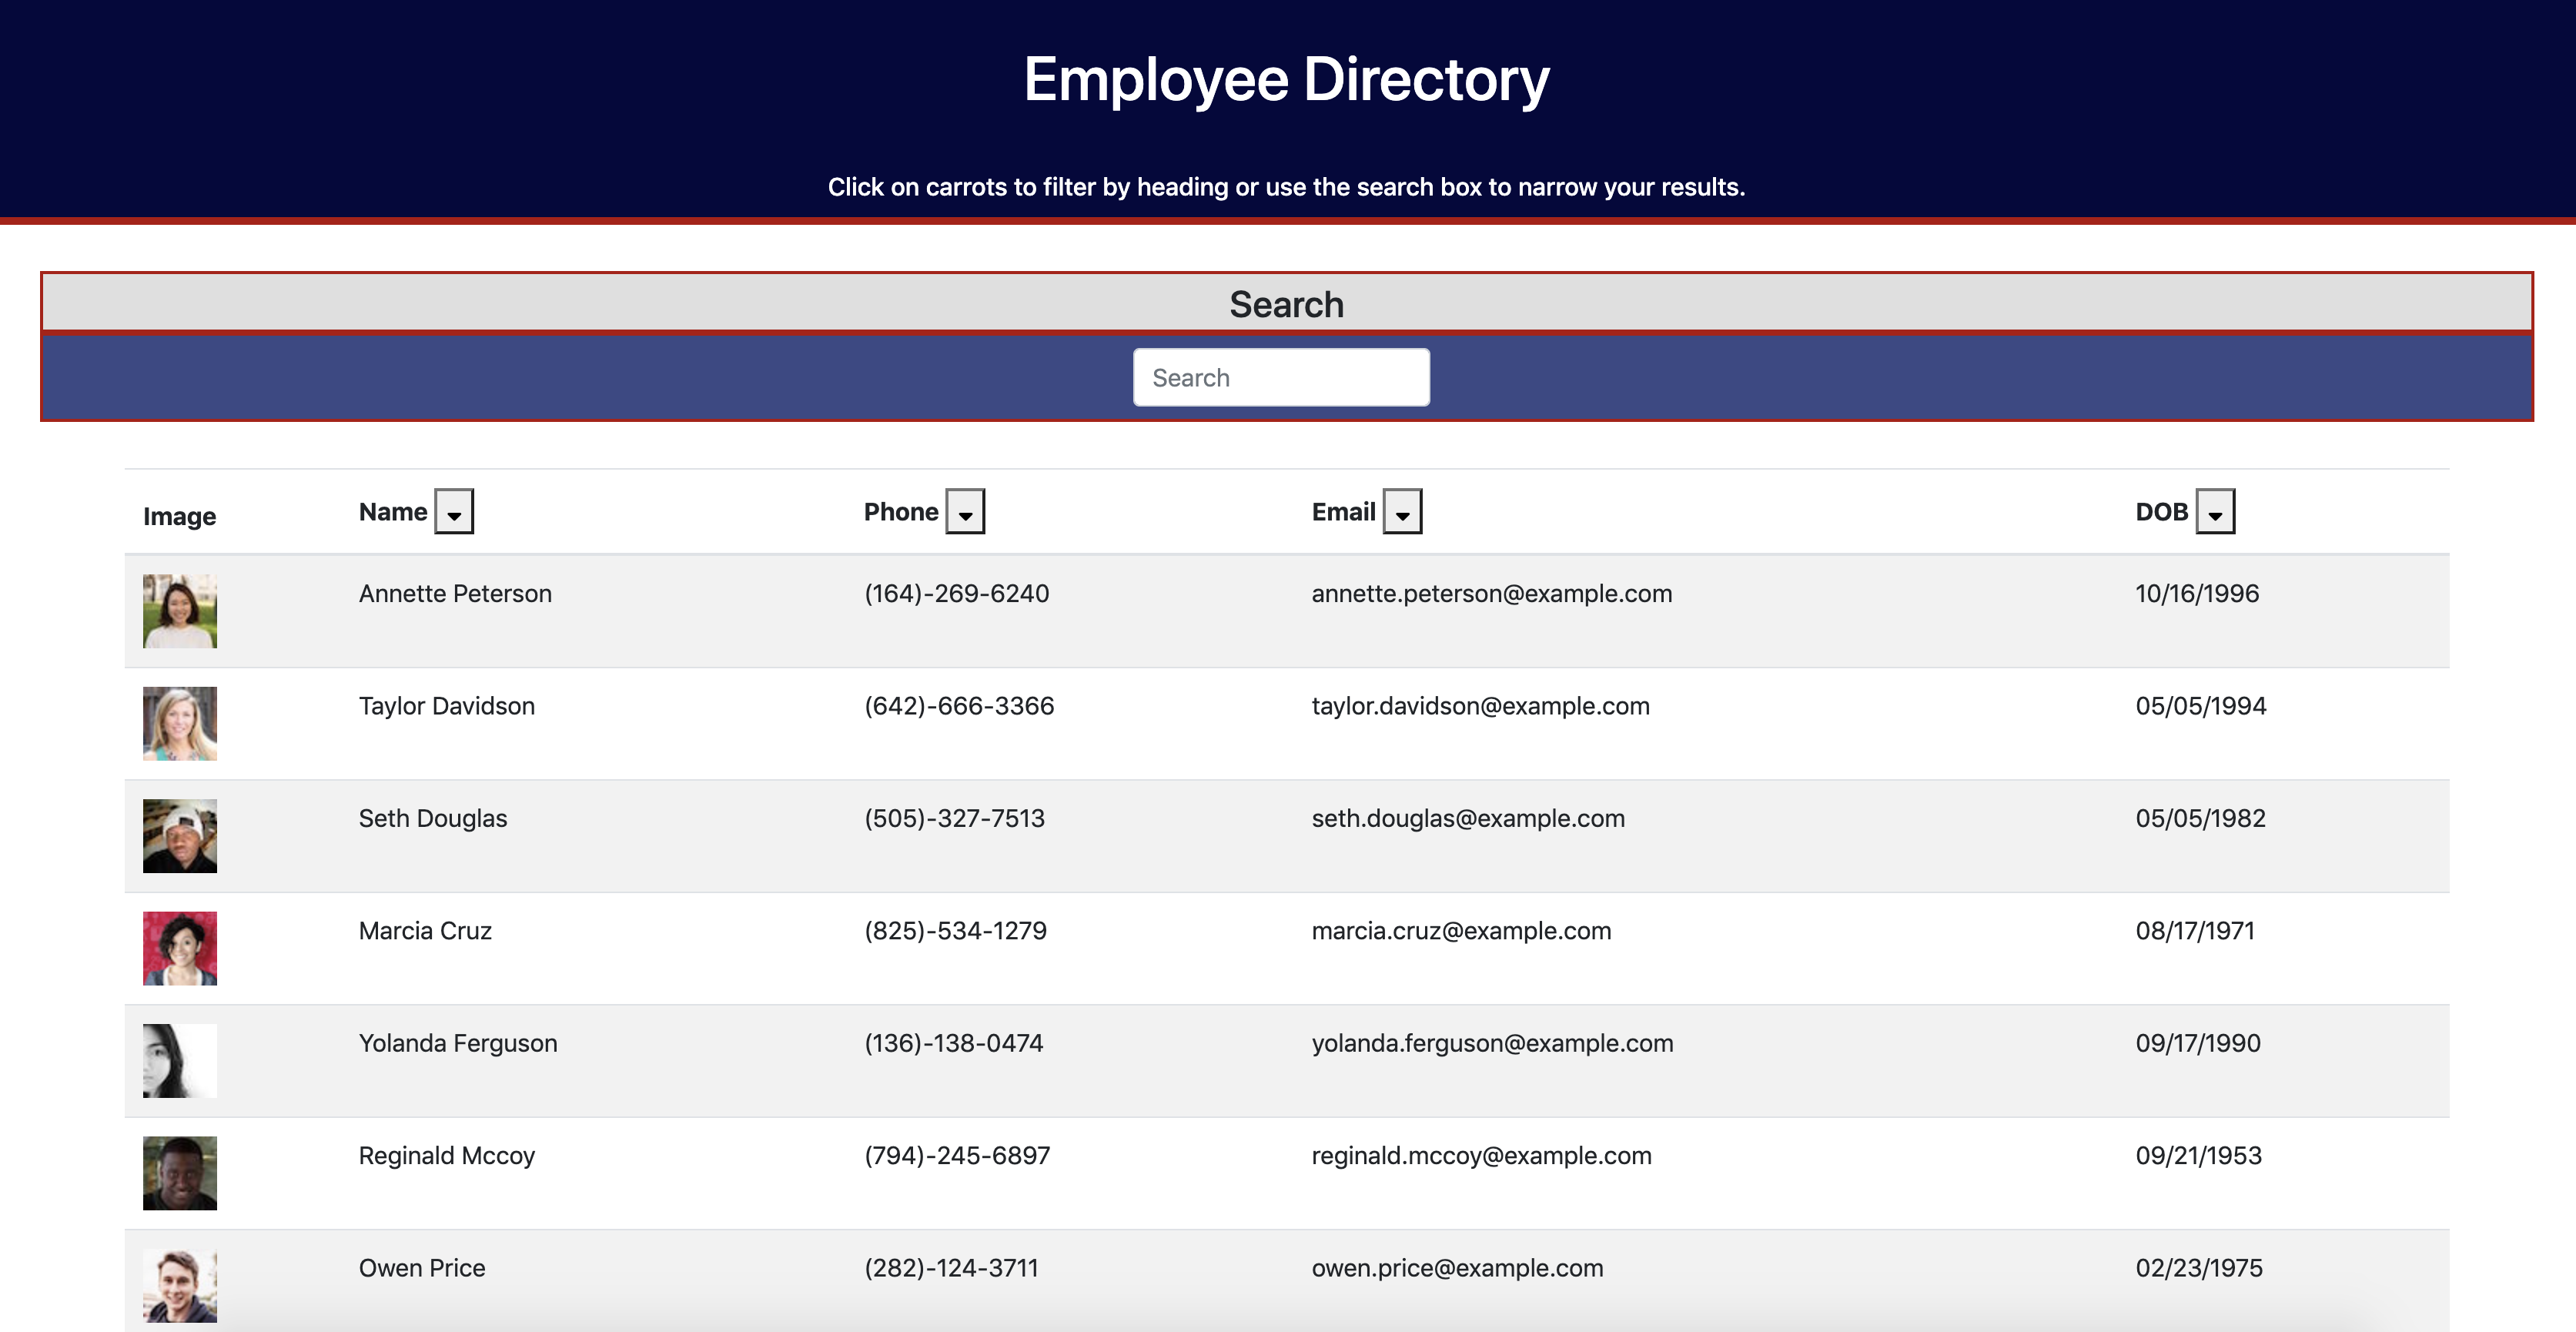 Employee Directory
Click on carrots to filter by heading or use the search box to narrow your results.
Search
Search
Image Name Phone Email DOB
Annette Peterson (164)-269-6240 annette.peterson@example.com 10/16/1996
Taylor Davidson (642)-666-3366 taylor.davidson@example.com 05/05/1994
Seth Douglas (505)-327-7513 seth.douglas@example.com 05/05/1982
Marcia Cruz (825)-534-1279 marcia.cruz@example.com 08/17/1971
Yolanda Ferguson (136)-138-0474 yolanda.ferguson@example.com 09/17/1990
Reginald Mccoy (794)-245-6897 reginald.mccoy@example.com 09/21/1953
Owen Price (282)-124-3711 owen.price@example.com 02/23/1975